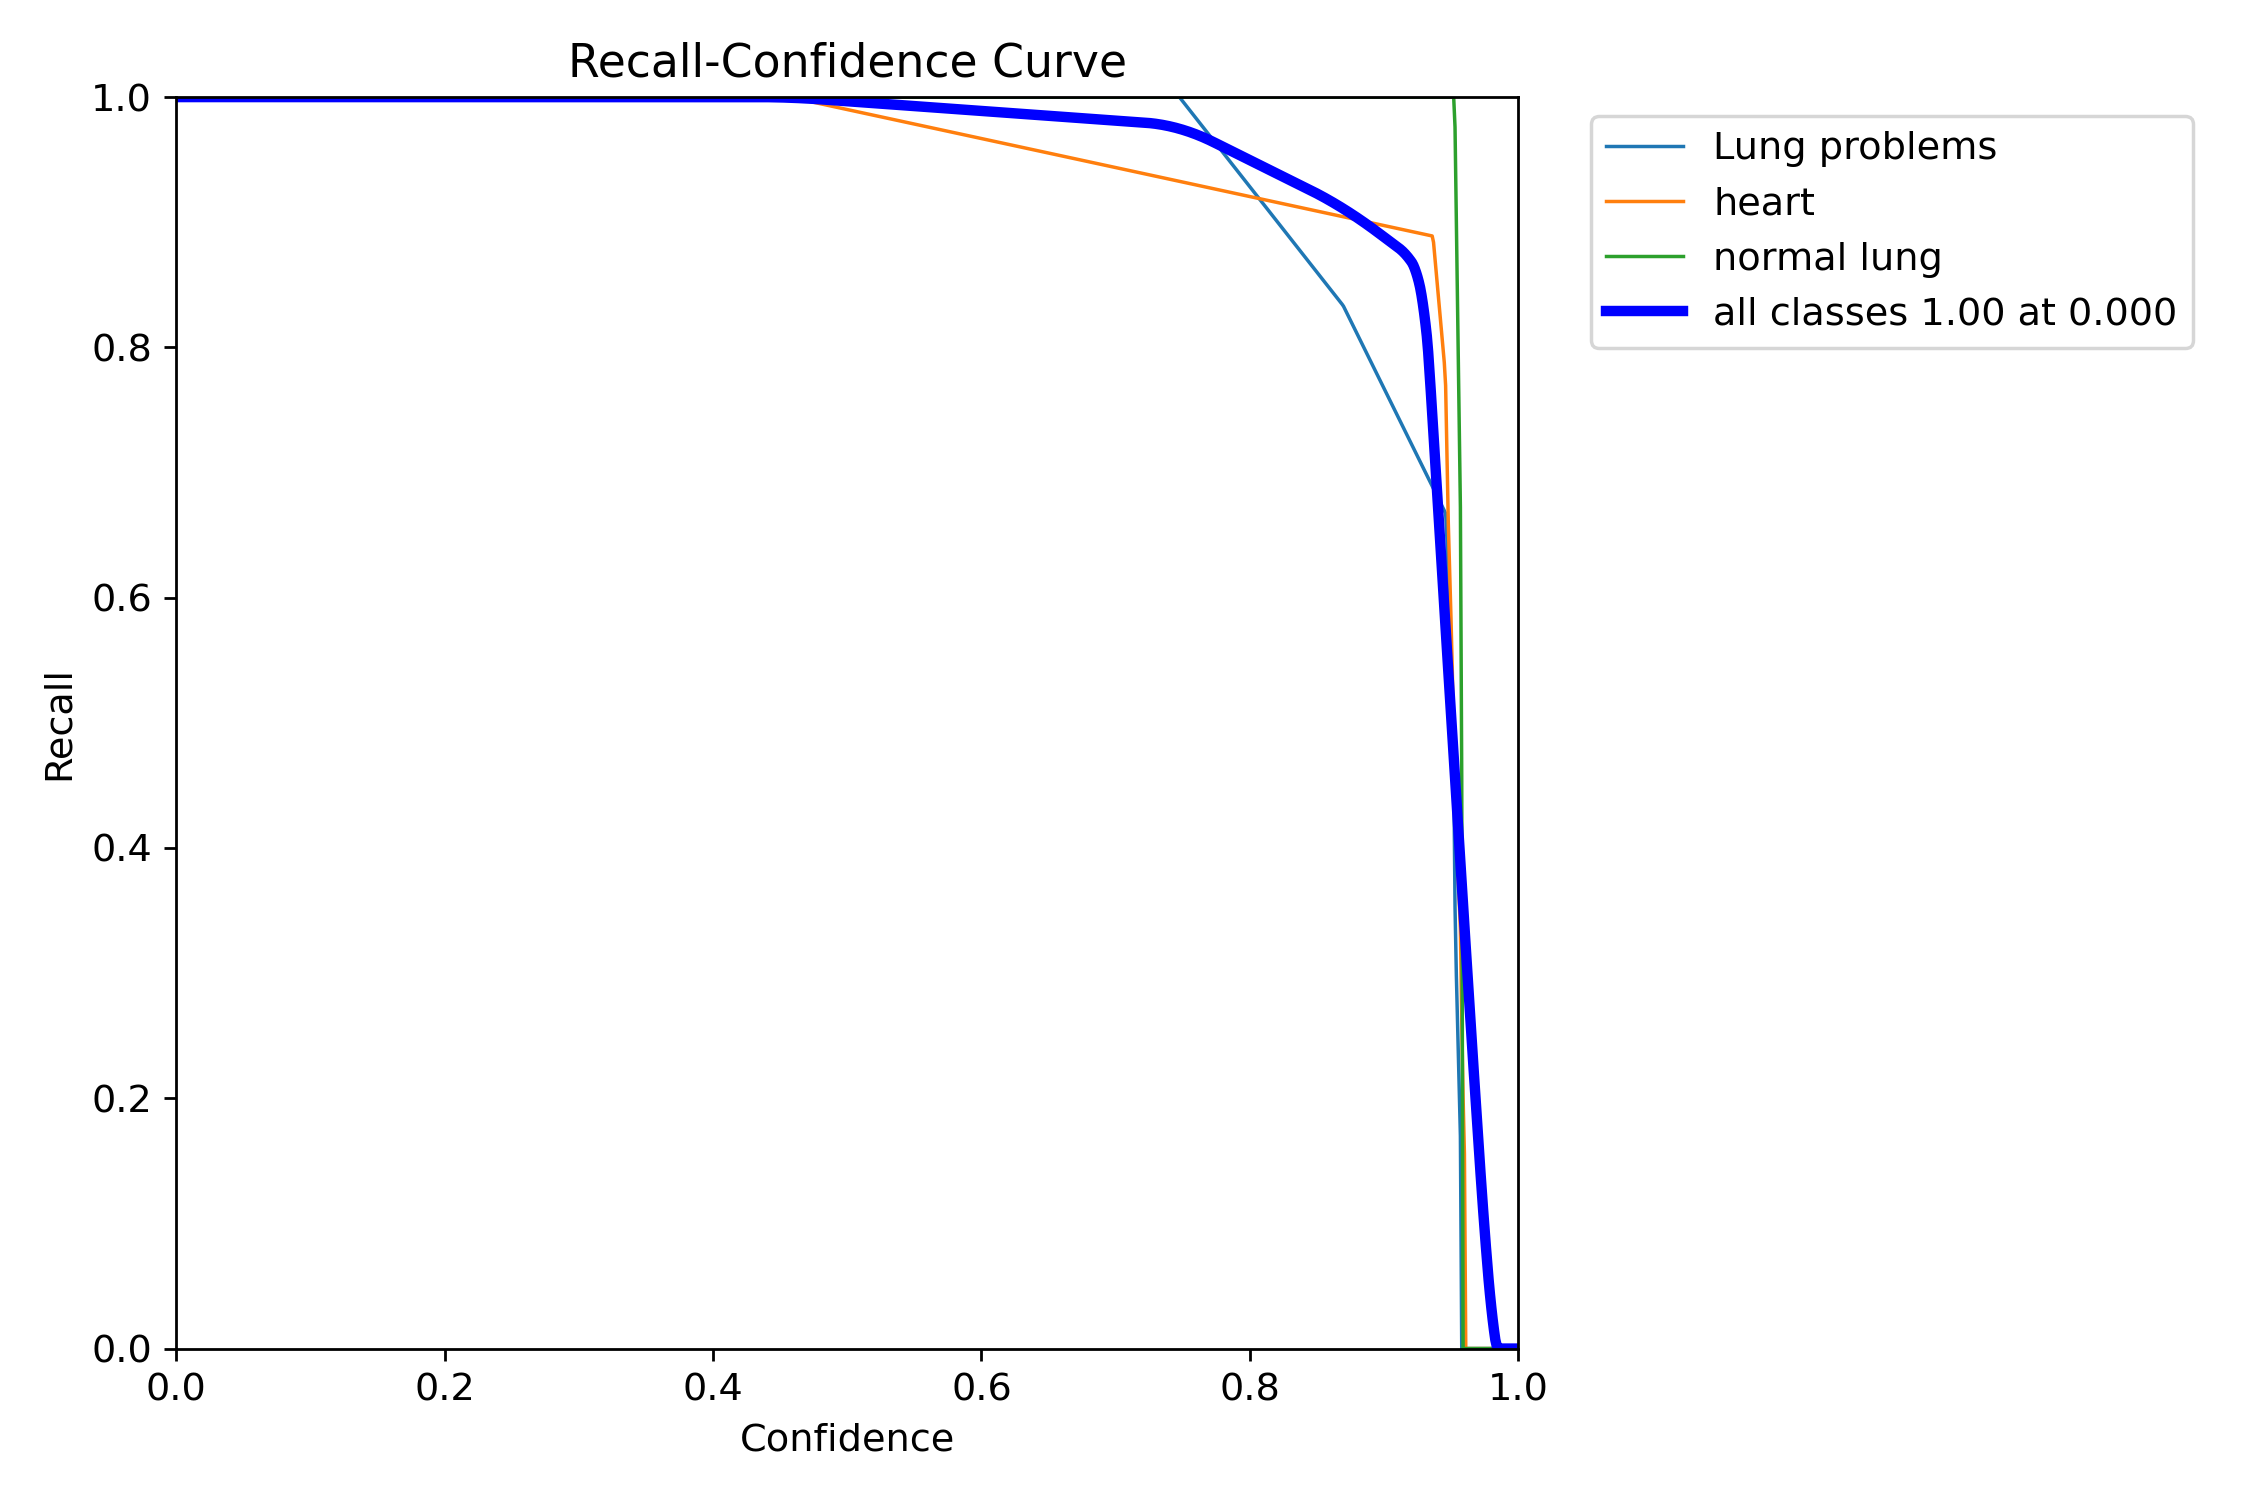 Recall-Confidence Curve
1.0
0.8
0.6
0.4
0.2
0.0
Recall
0.0 0.2 0.4 0.6 0.8 1.0
Confidence
Lung problems
heart
normal lung
all classes 1.00 at 0.000